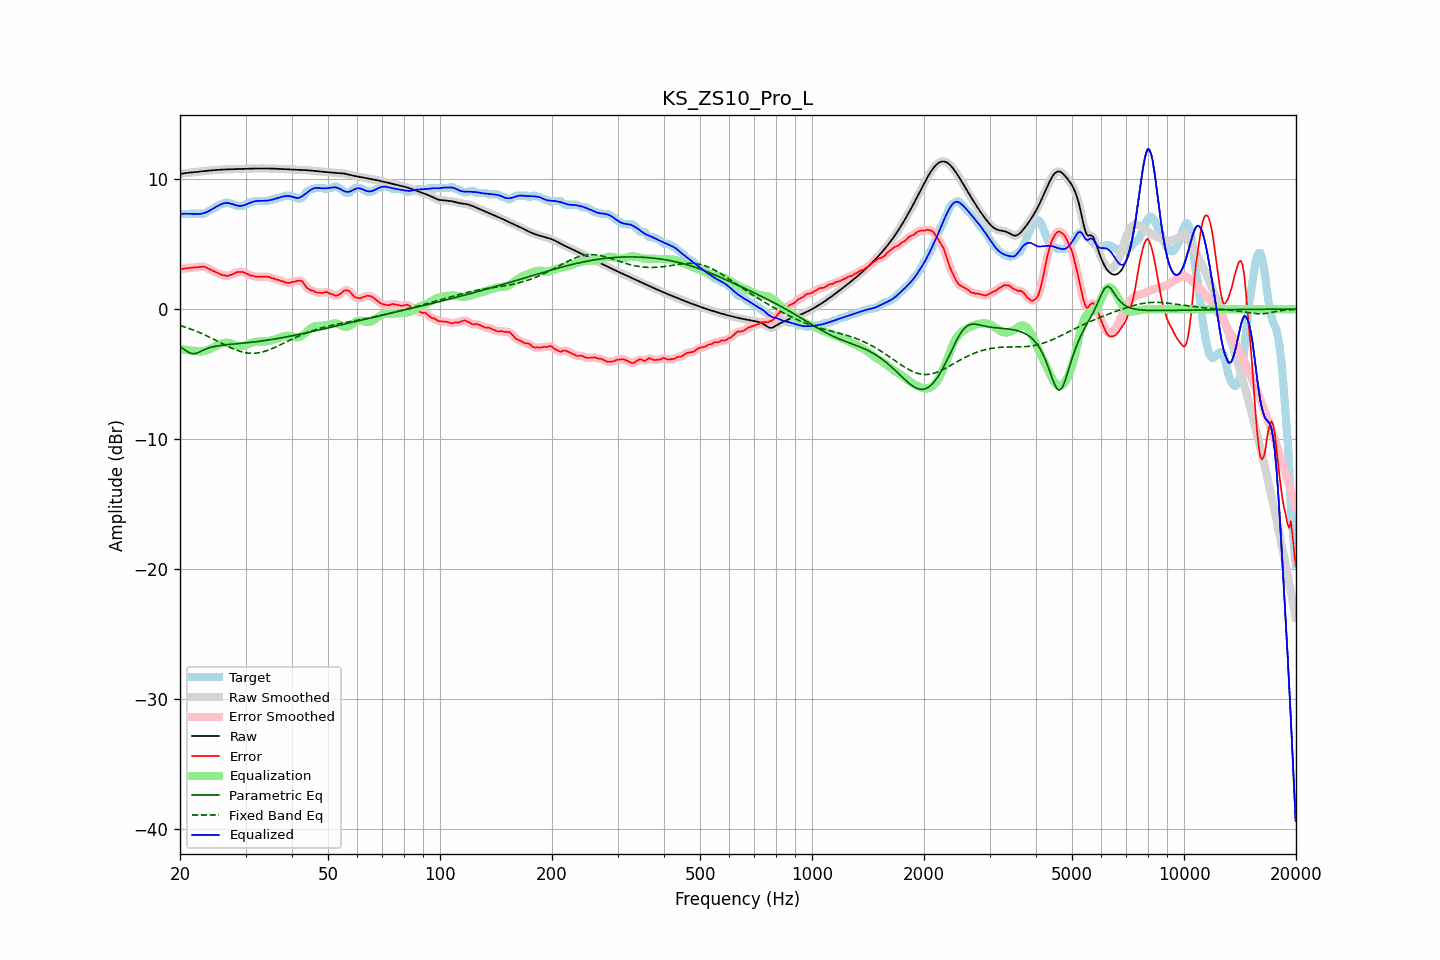 KS_ZS10_Pro_L
10
0
−10
−20
−30
−40
Amplitude (dBr)
Target
Raw Smoothed
Error Smoothed
Raw
Error
Equalization
Parametric Eq
Fixed Band Eq
Equalized
20 50 100 200 500 1000 2000 5000 10000 20000
Frequency (Hz)